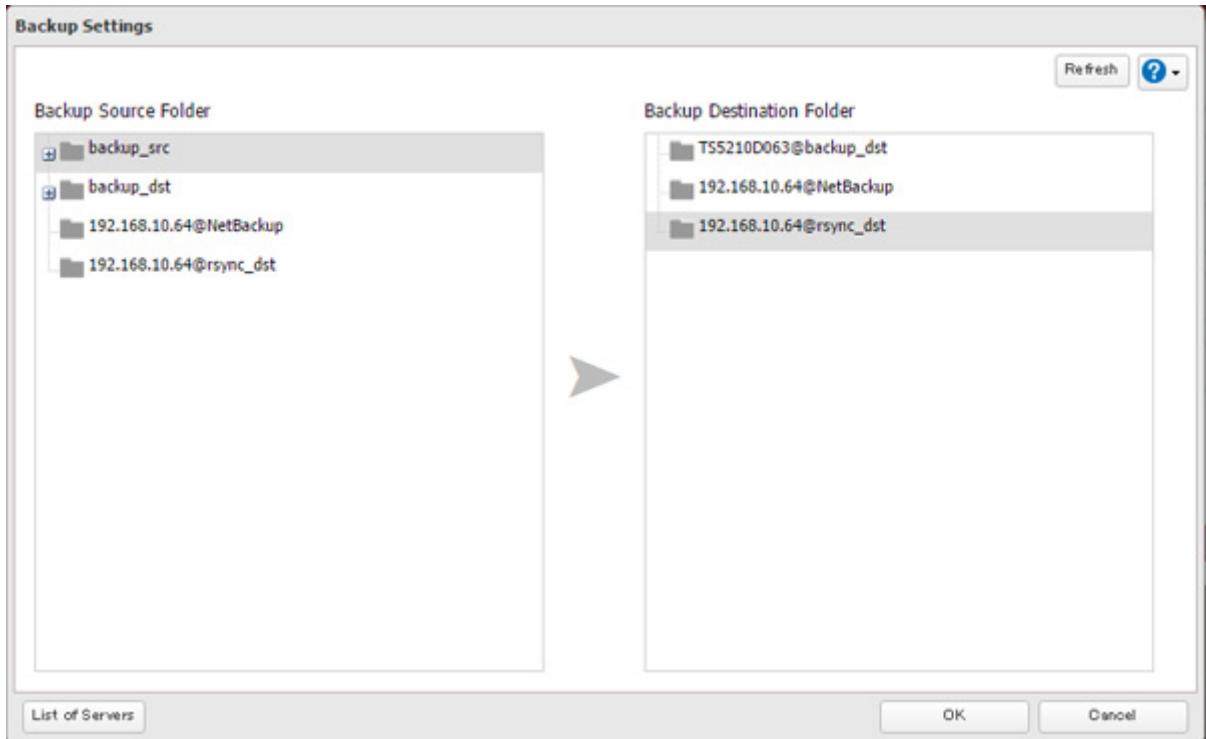 Backup Settings
Refresh
Backup Source Folder
backup_src
backup_dst
192.168.10.64@NetBackup
192.168.10.64@rsync_dst
Backup Destination Folder
TS5210D063@backup_dst
192.168.10.64@NetBackup
192.168.10.64@rsync_dst
List of Servers
OK
Cancel